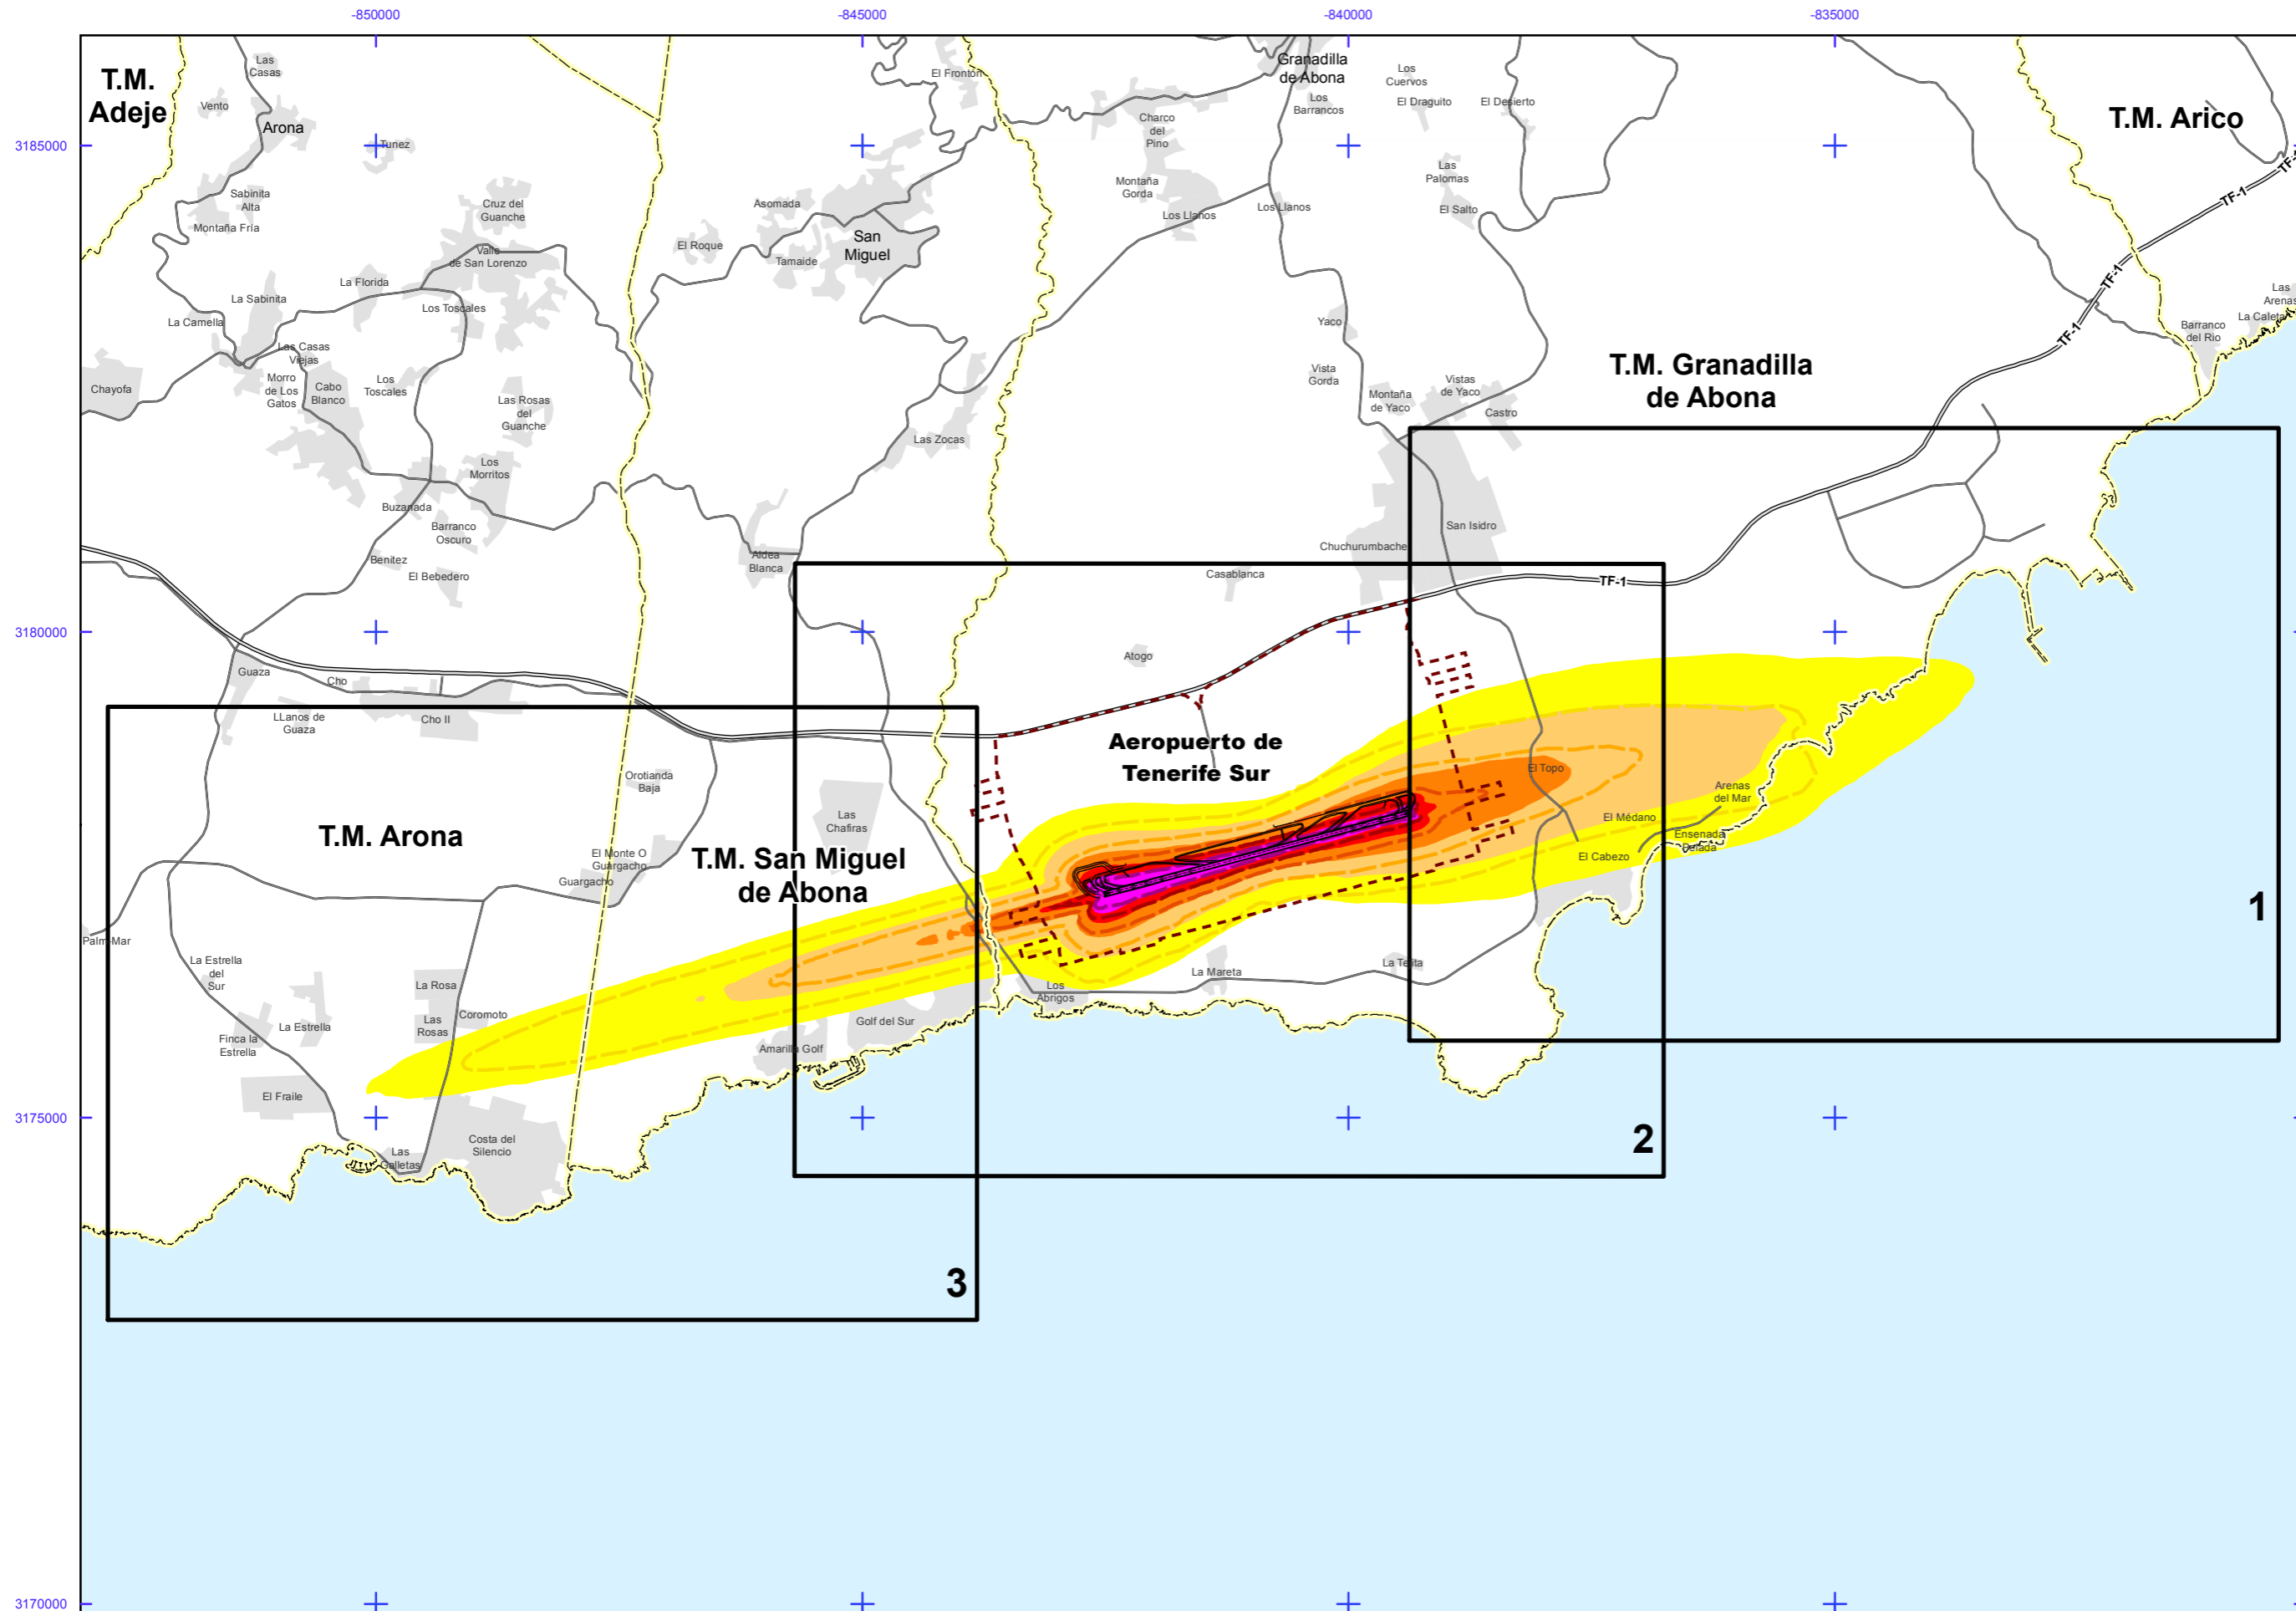 -850000
-845000
-840000
-835000
3185000
3180000
3175000
3170000
T.M.
Adeje
Las
Casas
Vento
Arona
Tunez
Sabinita
Alta
Montaña Fría
Cruz del
Guanche
Valle
de San Lorenzo
La Florida
Los Toscales
La Sabinita
La Camella
Las Casas
Viejas
Morro
de Los
Gatos
Cabo
Blanco
Los
Toscales
Chayofa
Las Rosas
del
Guanche
Los
Morritos
Buzanada
Barranco
Oscuro
Benitez
El Bebedero
El Frontón
Asomada
El Roque
Tamaide
San
Miguel
Las Zocas
Aldea
Blanca
Granadilla
de Abona
Los
Barrancos
Los
Cuervos
El Draguito
El Desierto
Charco
del
Pino
Montaña
Gorda
Los Llanos
Los Llanos
Las
Palomas
El Salto
Yaco
Vista
Gorda
Montaña
de Yaco
Vistas
de Yaco
Castro
T.M. Granadilla
de Abona
T.M. Arico
TF-1
TF-1
TF-1
TF-1
TF-1
Las
Arenas
La Caleta
Barranco
del Rio
San Isidro
Chuchurumbache
Casablanca
Atogo
Guaza
Cho
LLanos de
Guaza
Cho II
Orotianda
Baja
T.M. Arona
El Monte O
Guargacho
Guargacho
Las
Chafiras
T.M. San Miguel
de Abona
Aeropuerto de
Tenerife Sur
El Topo
Arenas
del Mar
El Médano
Ensenada
Pelada
El Cabezo
1
Palm-Mar
La Estrella
del
Sur
La Rosa
Las
Rosas
Coromoto
La Estrella
Finca la
Estrella
El Fraile
Costa del
Silencio
Las
Galletas
Amarilla Golf
Golf del Sur
Los
Abrigos
La Mareta
La Tejita
2
3